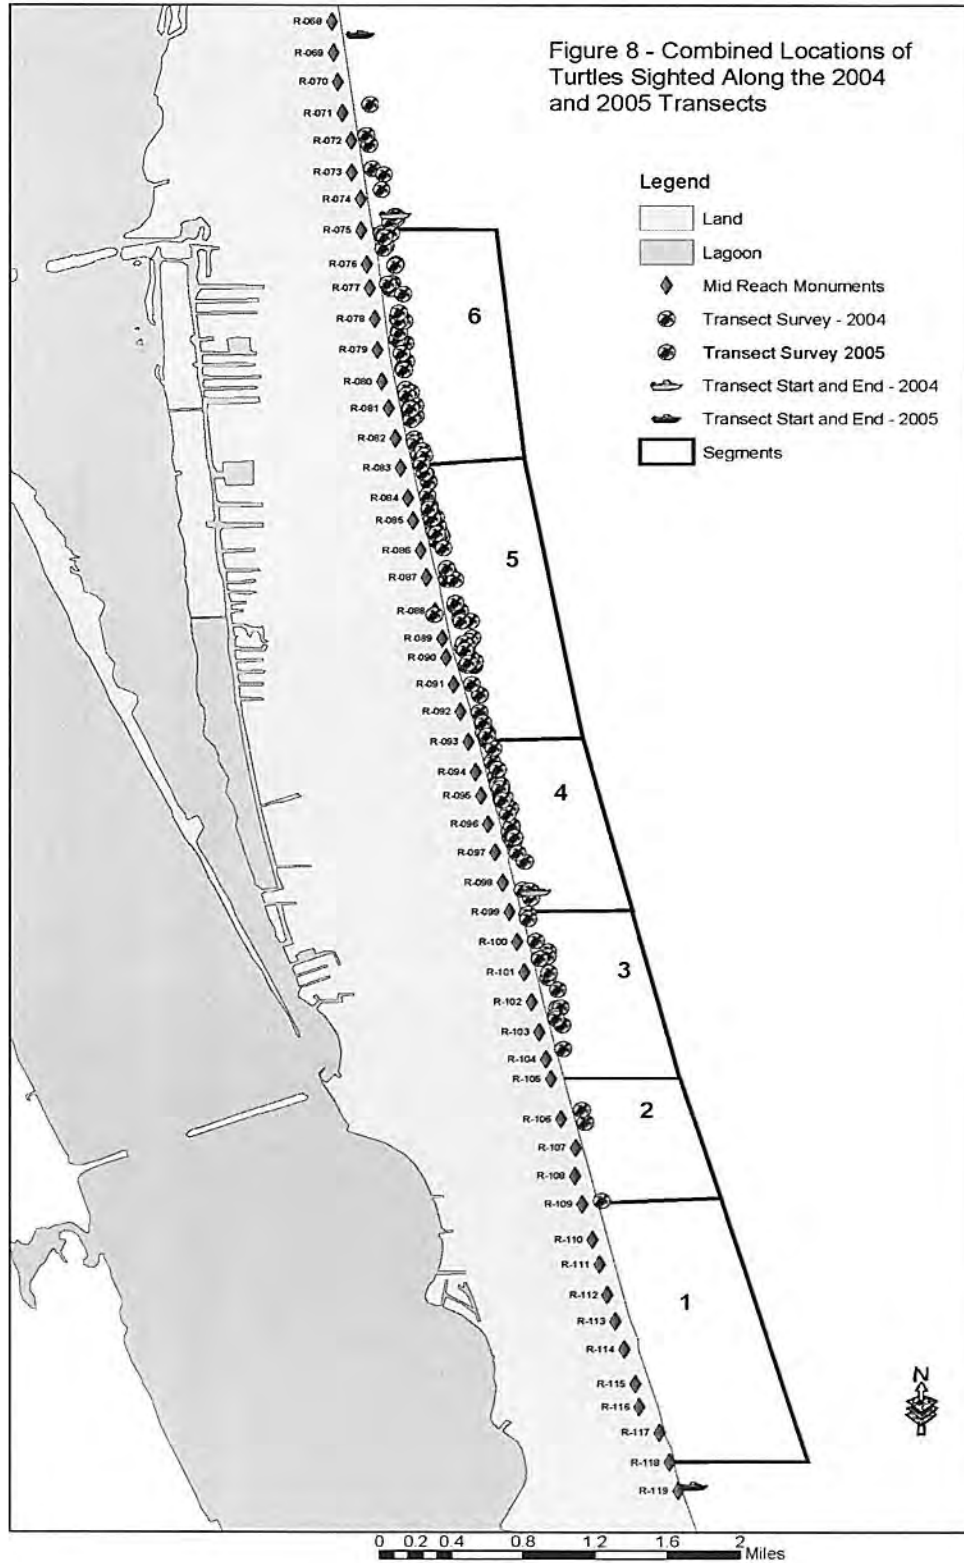 Figure 8 - Combined Locations of
Turtles Sighted Along the 2004
and 2005 Transects
Legend
Land
Lagoon
Mid Reach Monuments
Transect Survey - 2004
Transect Survey 2005
Transect Start and End - 2004
Transect Start and End - 2005
Segments
R-068
R-069
R-070
R-071
R-072
R-073
R-074
R-075
R-076
R-077
R-078
R-079
R-080
R-081
R-082
R-083
R-084
R-085
R-086
R-087
R-088
R-089
R-090
R-091
R-092
R-093
R-094
R-095
R-096
R-097
R-098
R-099
R-100
R-101
R-102
R-103
R-104
R-105
R-106
R-107
R-108
R-109
R-110
R-111
R-112
R-113
R-114
R-115
R-116
R-117
R-118
R-119
6
5
4
3
2
1
N
0 0.2 0.4 0.8 1.2 1.6 2
Miles